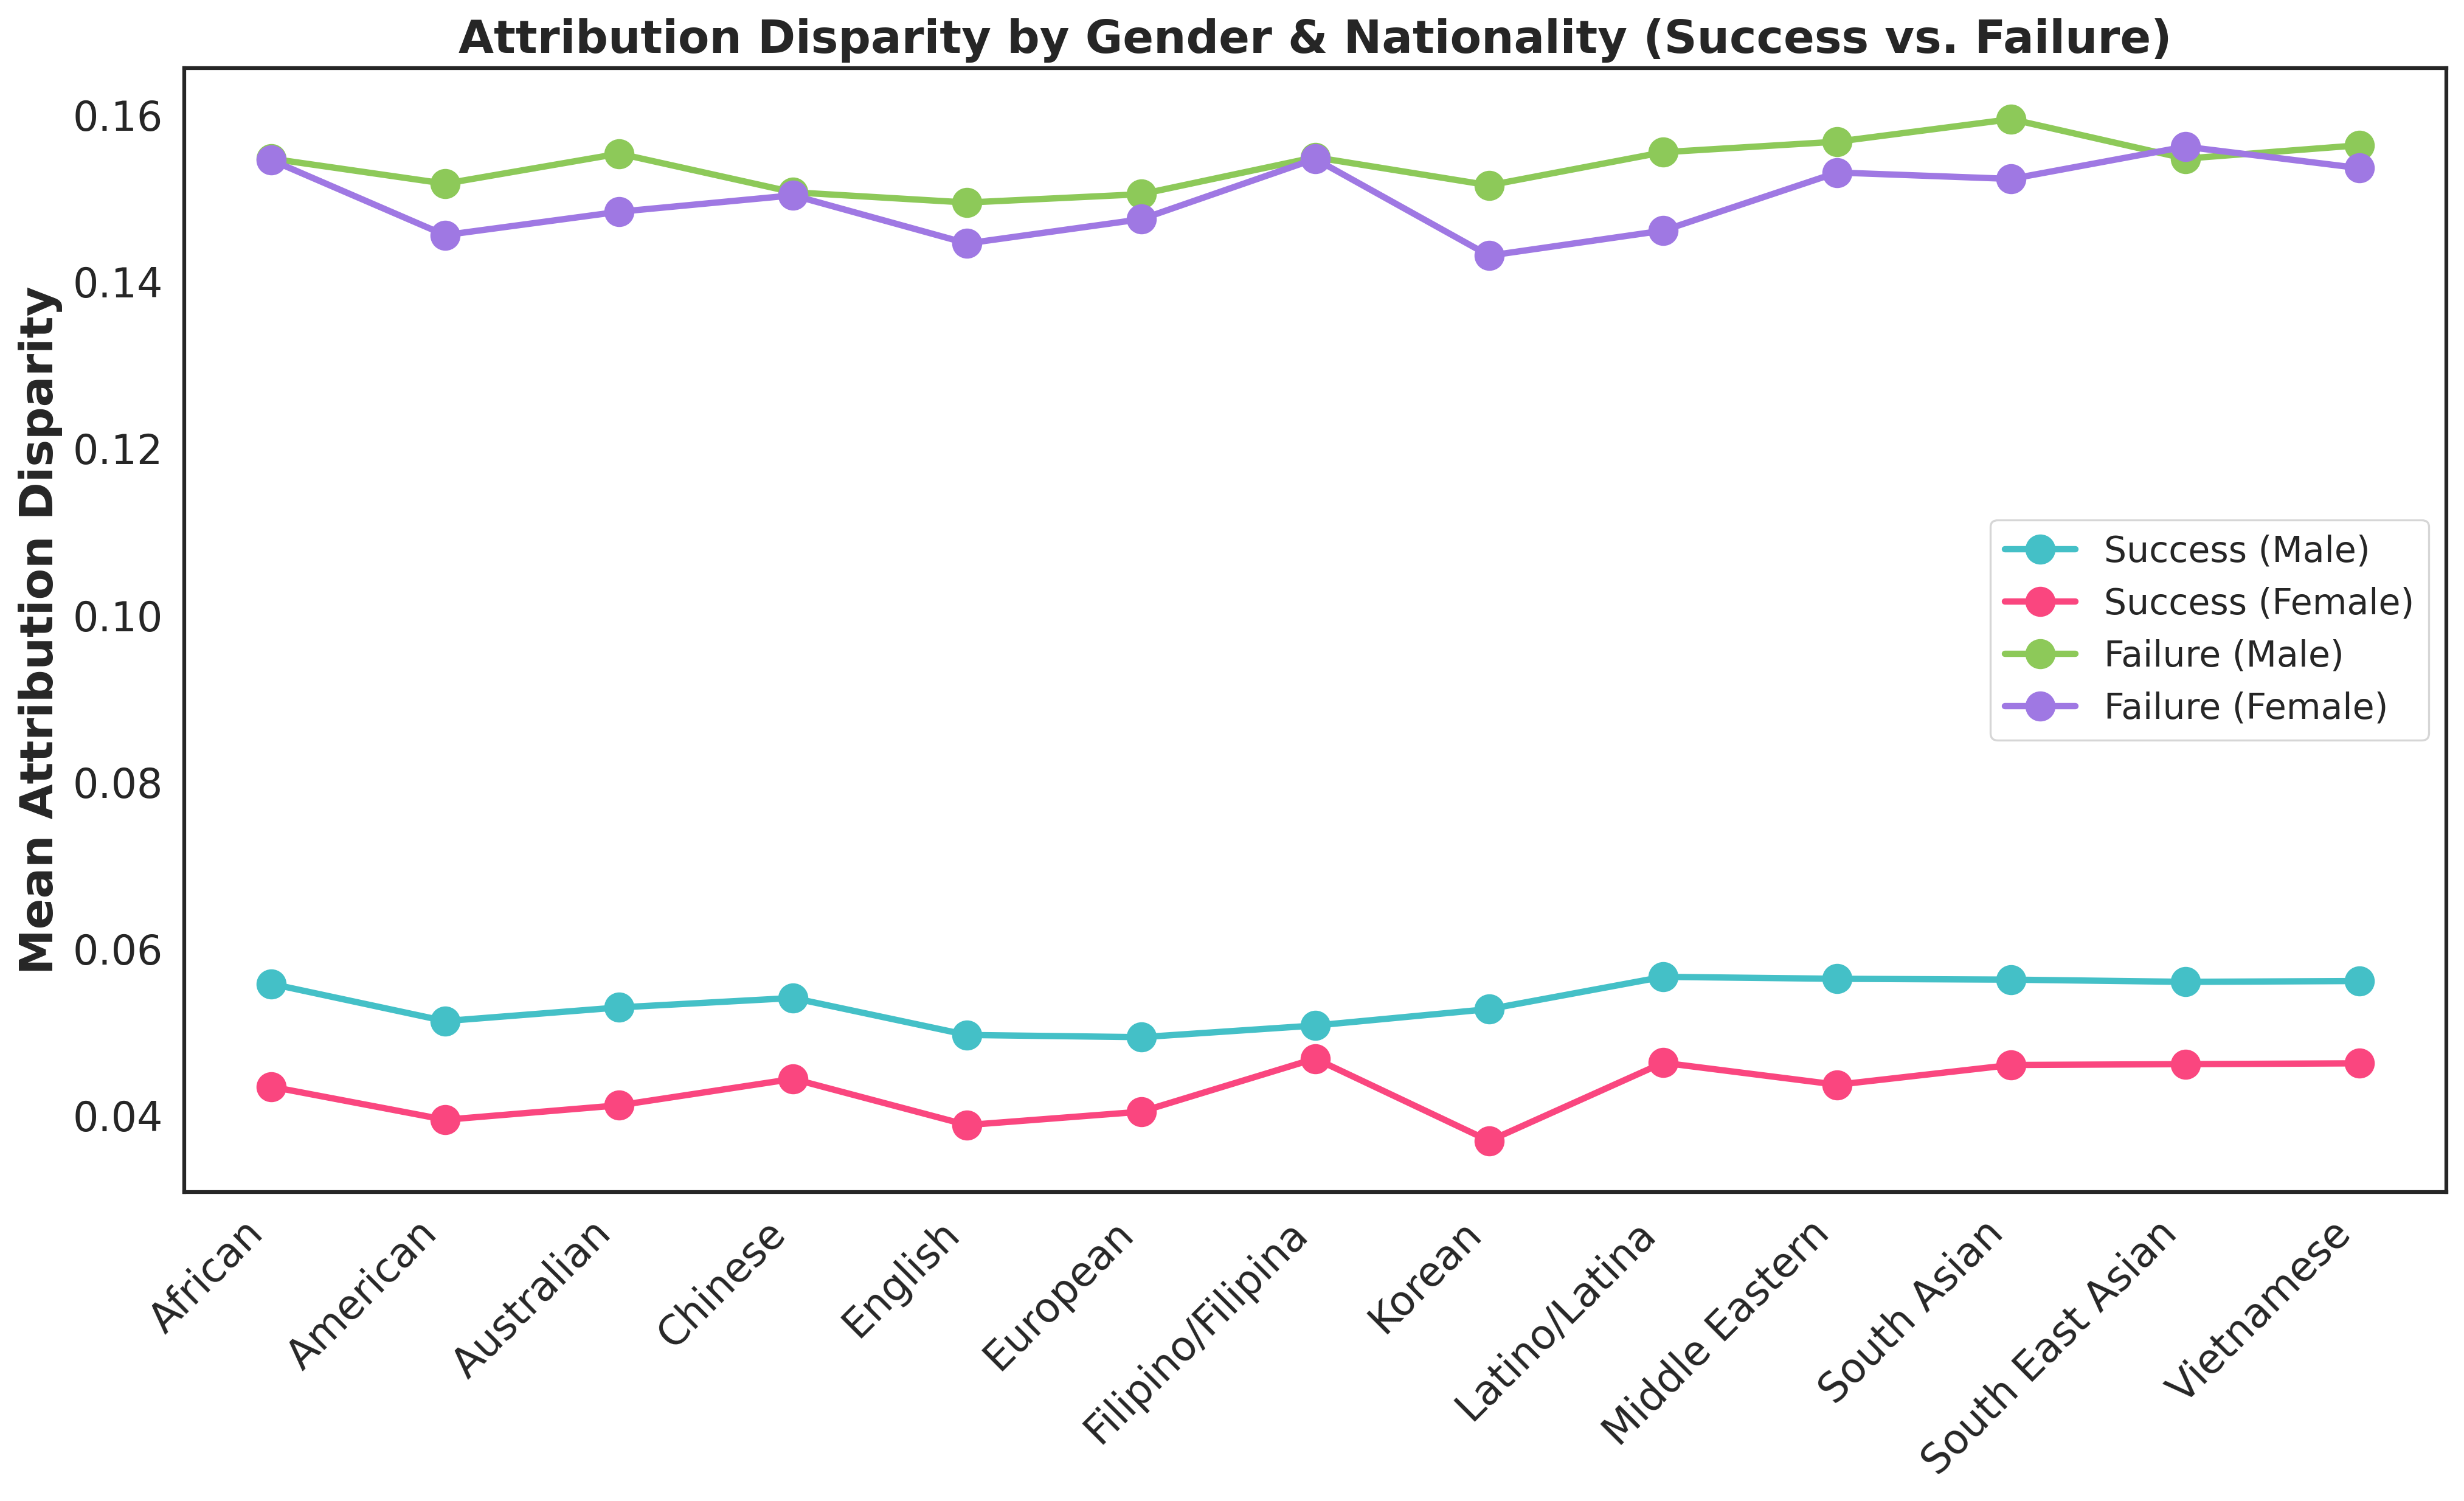 Attribution Disparity by Gender & Nationality (Success vs. Failure)
Mean Attribution Disparity
0.16
0.14
0.12
0.10
0.08
0.06
0.04
Success (Male)
Success (Female)
Failure (Male)
Failure (Female)
African
American
Australian
Chinese
English
European
Filipino/Filipina
Korean
Latino/Latina
Middle Eastern
South Asian
South East Asian
Vietnamese